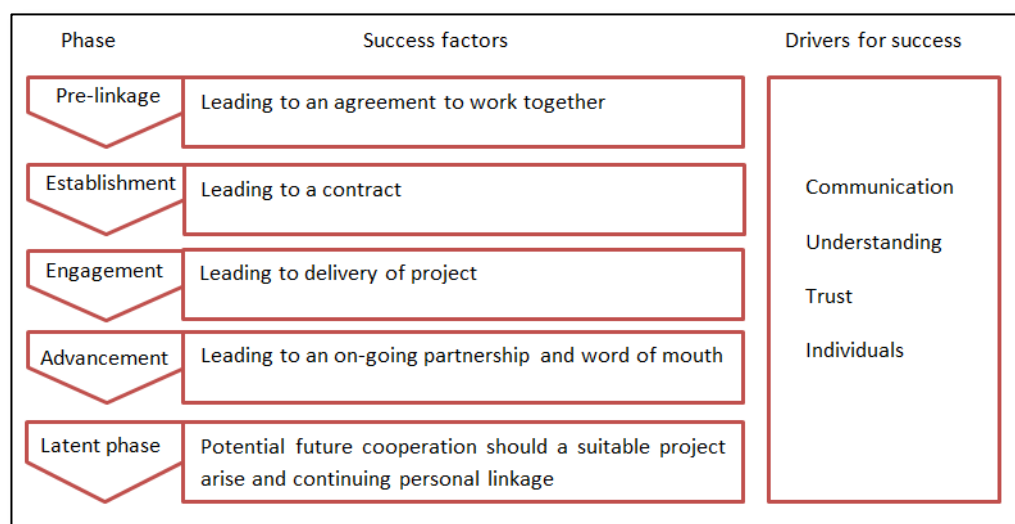 Phase
Success factors
Drivers for success
Pre-linkage
Leading to an agreement to work together
Establishment
Leading to a contract
Engagement
Leading to delivery of project
Advancement
Leading to an on-going partnership and word of mouth
Latent phase
Potential future cooperation should a suitable project
arise and continuing personal linkage
Communication
Understanding
Trust
Individuals